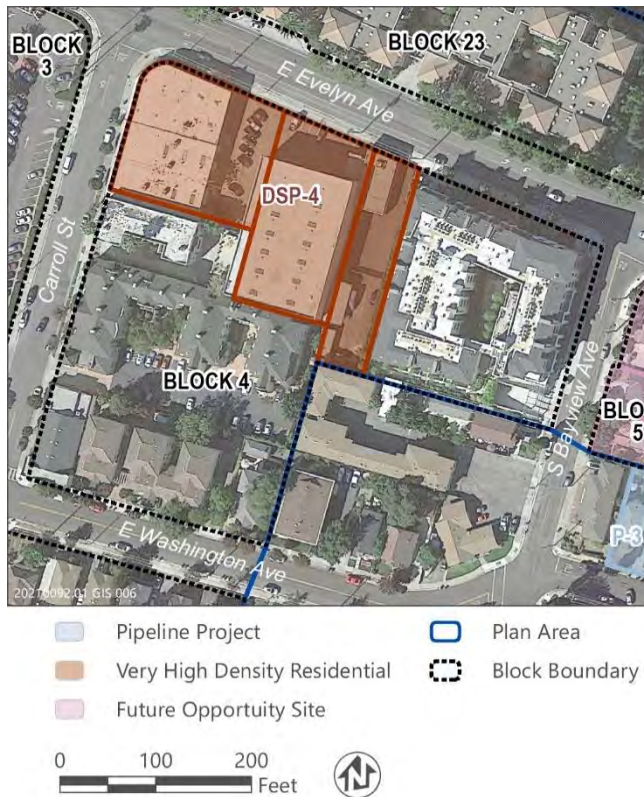 BLOCK
3
BLOCK 23
E Evelyn Ave
DSP-4
Carroll St
BLOCK 4
S Bayview Ave
BLO
5
P-3
E Washington Ave
20210092.01 GIS 006
Pipeline Project
Plan Area
Very High Density Residential
Block Boundary
Future Opportuity Site
0 100 200
Feet
N